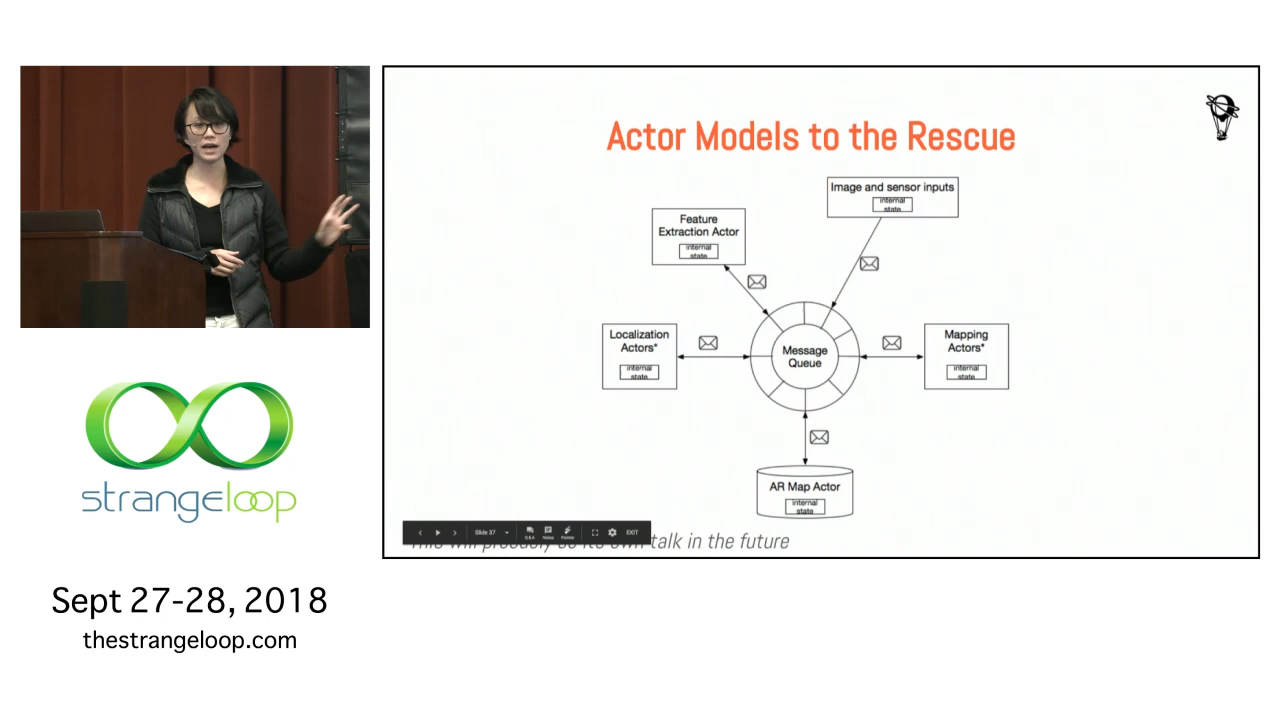 Actor Models to the Rescue
Image and sensor inputs
internal
state
Feature
Extraction Actor
internal
state
Localization
Actors*
internal
state
Message
Queue
Mapping
Actors*
internal
state
AR Map Actor
internal
state
Slide 37
Q&A
Notes
Pointer
EXIT
This will probably be its own talk in the future
strangeloop
Sept 27-28, 2018
thestrangeloop.com